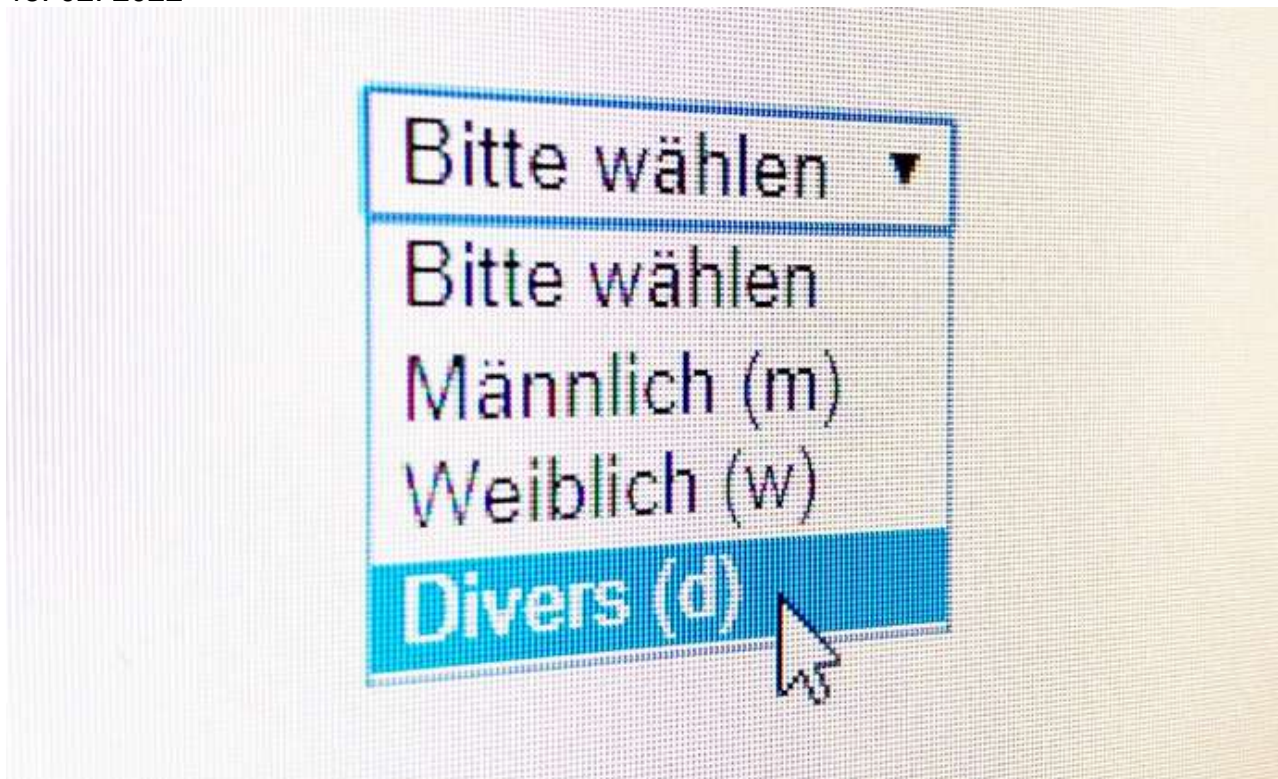 Bitte wählen ▼
Bitte wählen
Männlich (m)
Weiblich (w)
Divers (d)